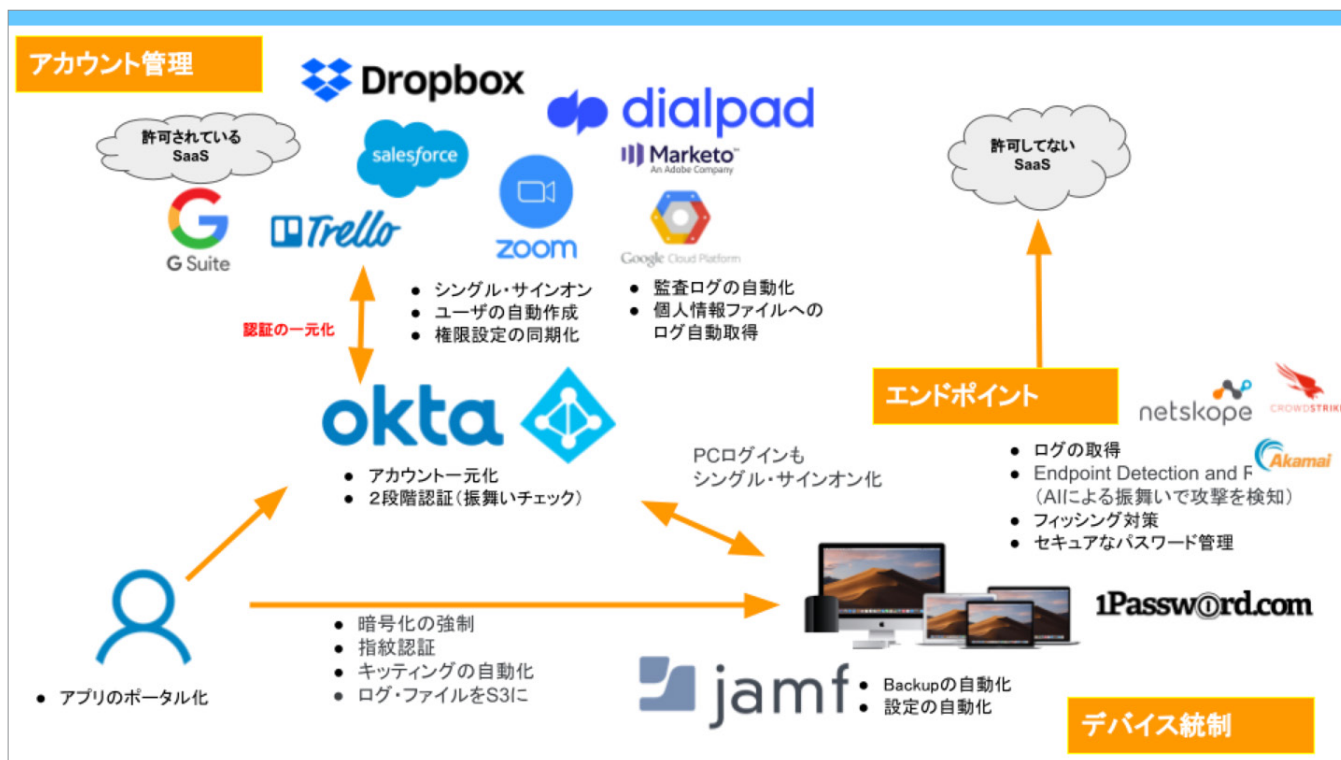 アカウント管理
Dropbox
dialpad
許可されている
SaaS
salesforce
Marketo™
An Adobe Company
許可してない
SaaS
G Suite
Trello
zoom
Google Cloud Platform
● シングル・サインオン
● ユーザの自動作成
● 権限設定の同期化
● 監査ログの自動化
● 個人情報ファイルへの
ログ自動取得
認証の一元化
okta
● アカウント一元化
● 2段階認証(振舞いチェック)
エンドポイント
netskope
CROWDSTRIK
Akamai
● ログの取得
● Endpoint Detection and R
(AIによる振舞いで攻撃を検知)
● フィッシング対策
● セキュアなパスワード管理
PCログインも
シングル・サインオン化
1Password.com
● アプリのポータル化
● 暗号化の強制
● 指紋認証
● キッティングの自動化
● ログ・ファイルをS3に
jamf
● Backupの自動化
● 設定の自動化
デバイス統制